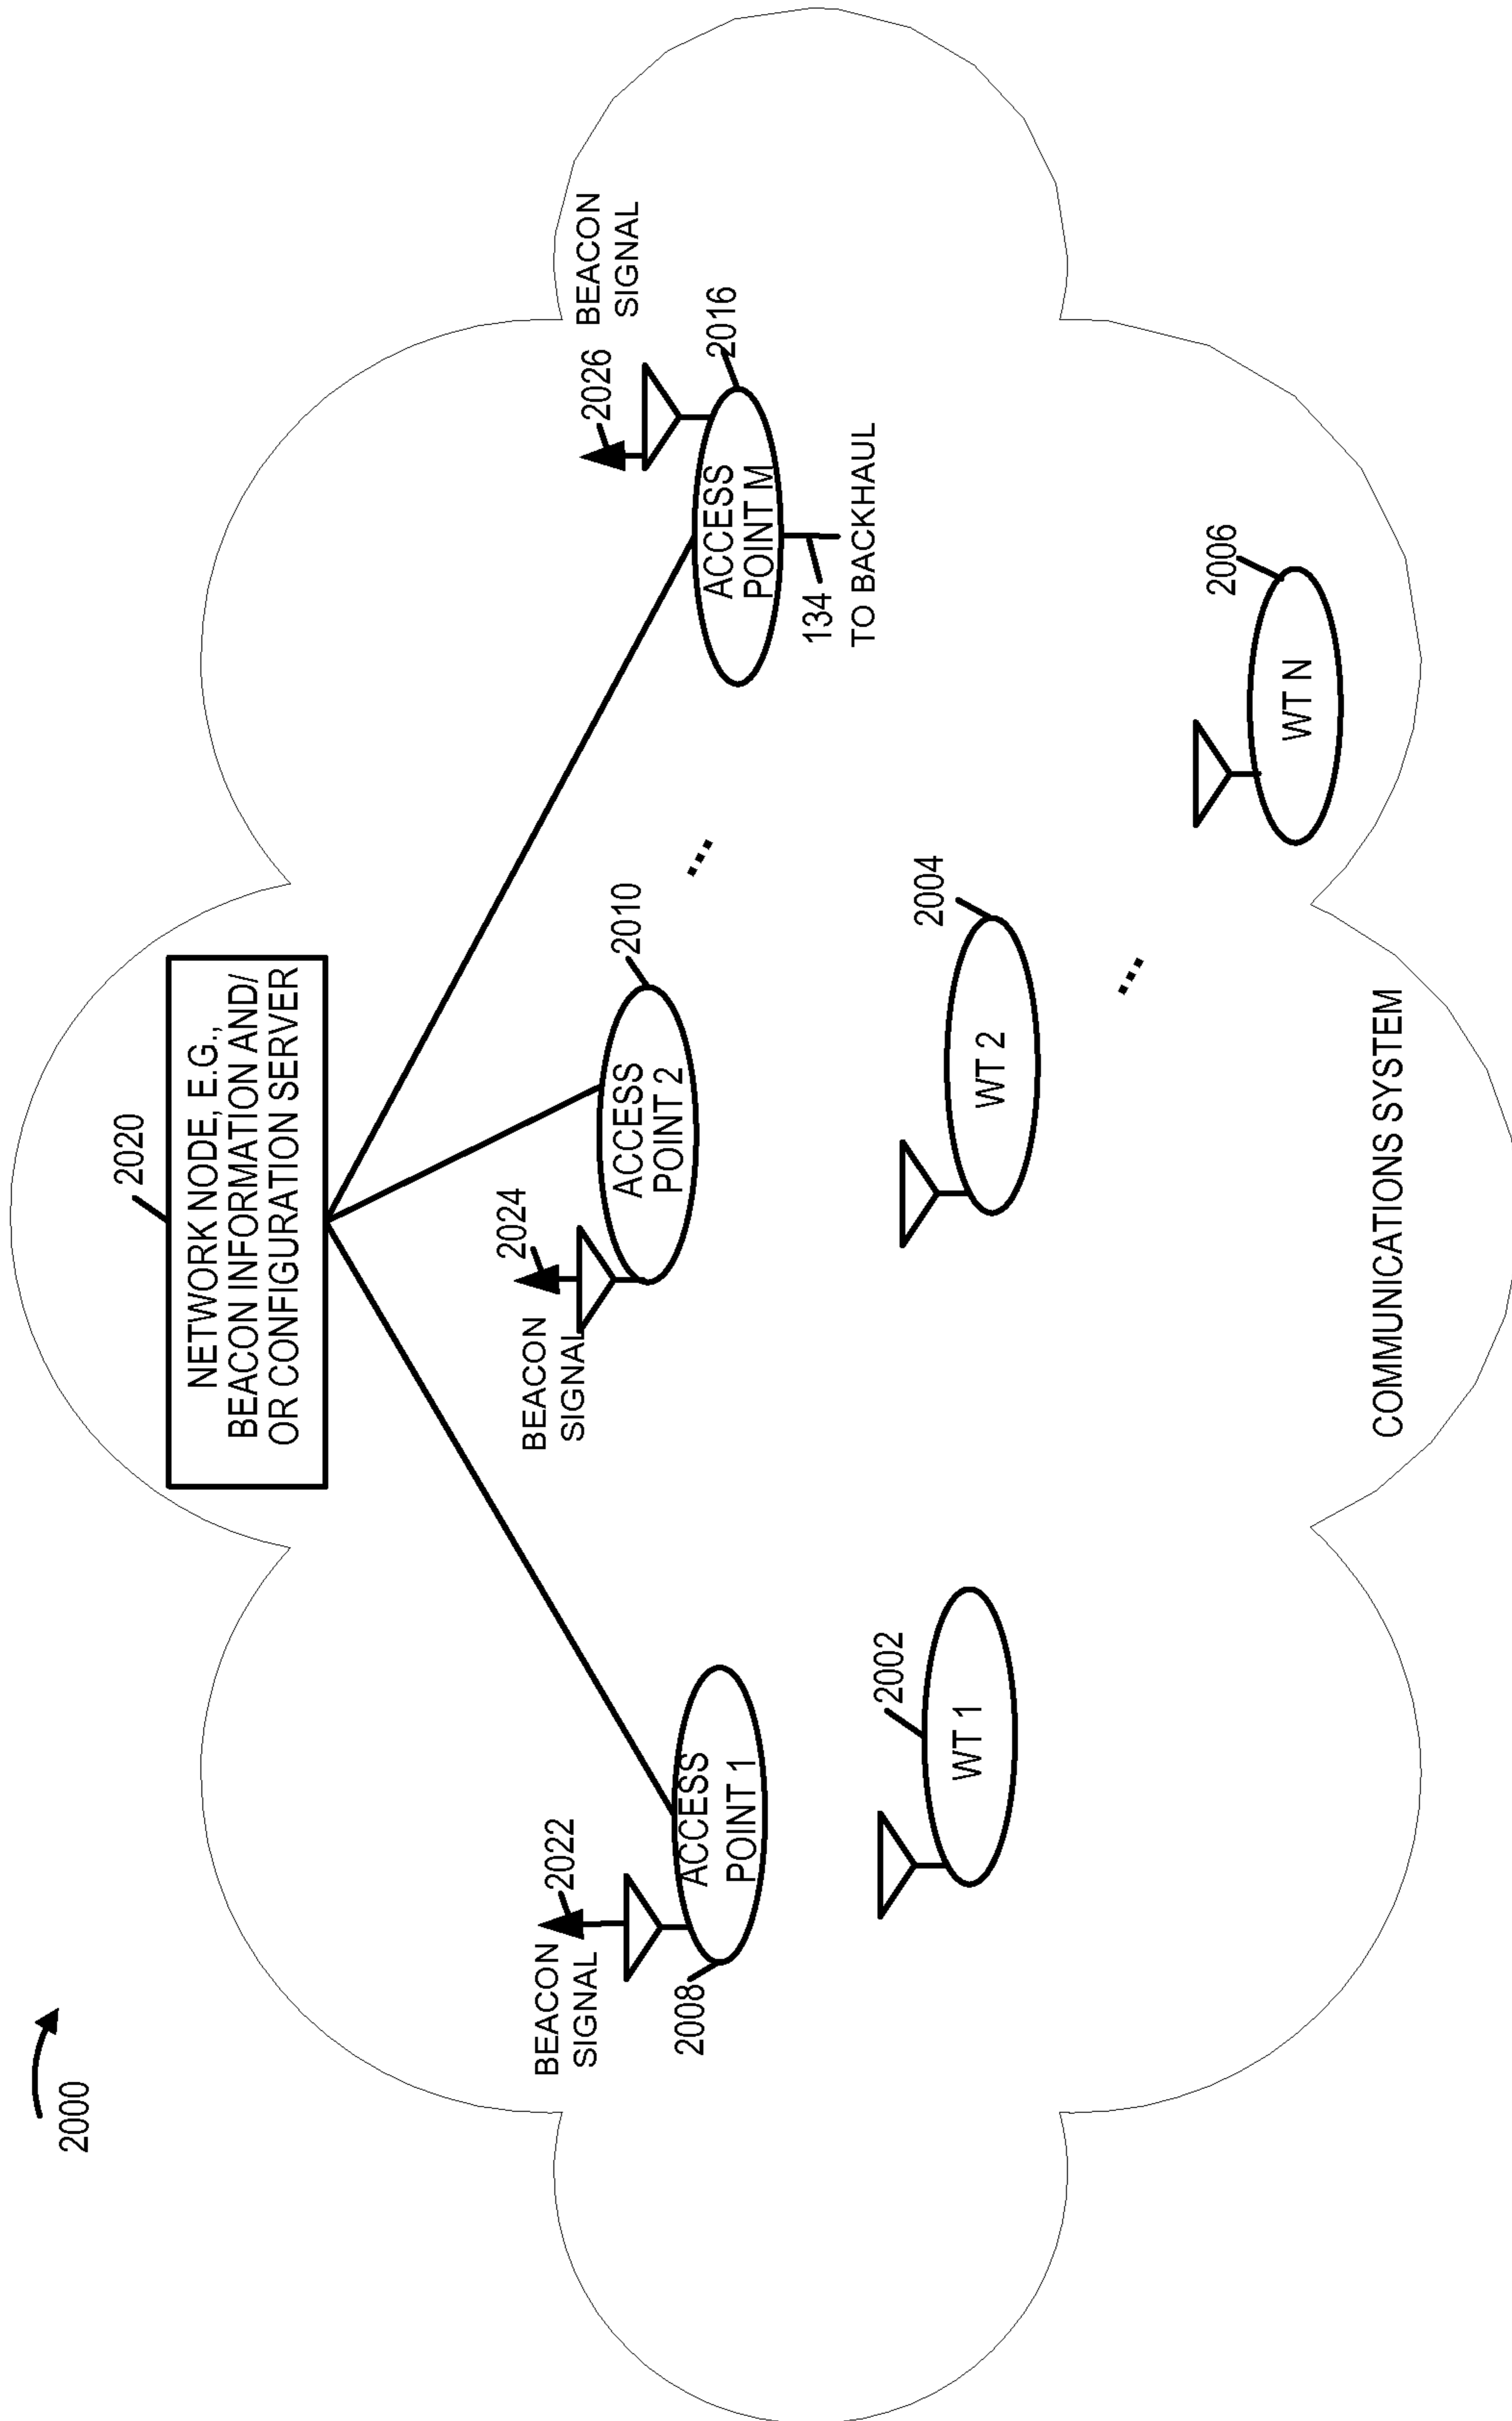 2000
2020
NETWORK NODE, E.G.,
BEACON INFORMATION AND/
OR CONFIGURATION SERVER
BEACON
SIGNAL
2022
ACCESS
POINT 1
2008
BEACON
SIGNAL
2024
ACCESS
POINT 2
2010
...
2026
BEACON
SIGNAL
2016
ACCESS
POINT M
134
TO BACKHAUL
2002
WT 1
2004
WT 2
...
2006
WT N
COMMUNICATIONS SYSTEM